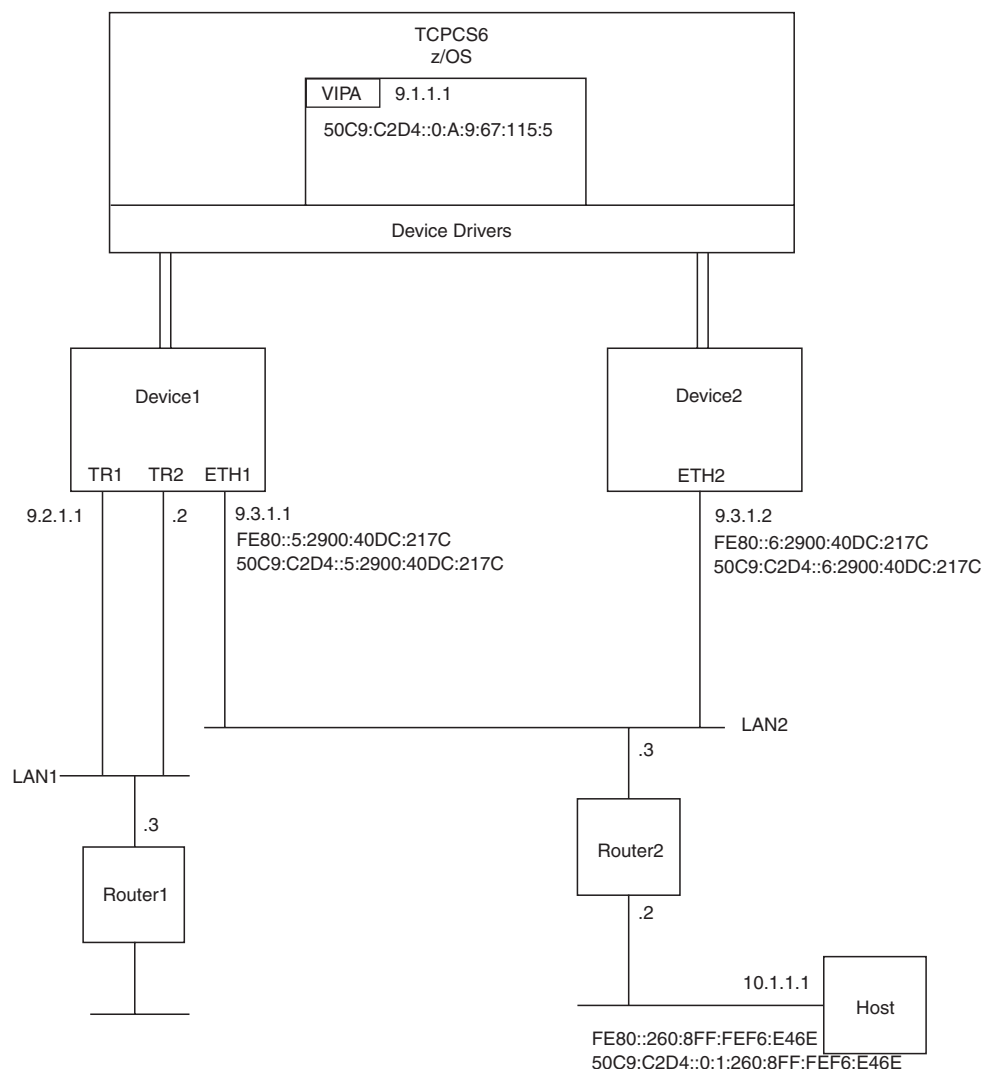 TCPCS6
z/OS
VIPA 9.1.1.1
50C9:C2D4::0:A:9:67:115:5
Device Drivers
Device1
Device2
TR1 TR2 ETH1
ETH2
9.2.1.1
.2
9.3.1.1
FE80::5:2900:40DC:217C
50C9:C2D4::5:2900:40DC:217C
9.3.1.2
FE80::6:2900:40DC:217C
50C9:C2D4::6:2900:40DC:217C
LAN2
LAN1
.3
.3
Router2
Router1
.2
10.1.1.1
Host
FE80::260:8FF:FEF6:E46E
50C9:C2D4::0:1:260:8FF:FEF6:E46E